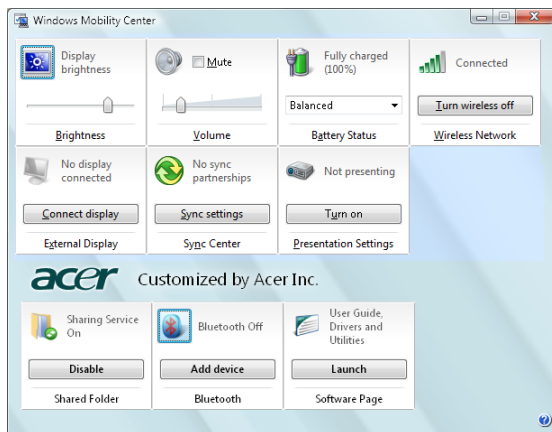 Windows Mobility Center
Display
brightness
Brightness
Mute
Volume
Fully charged
(100%)
Balanced
Battery Status
Connected
Turn wireless off
Wireless Network
No display
connected
Connect display
External Display
No sync
partnerships
Sync settings
Sync Center
Not presenting
Turn on
Presentation Settings
acer Customized by Acer Inc.
Sharing Service
On
Disable
Shared Folder
Bluetooth Off
Add device
Bluetooth
User Guide,
Drivers and
Utilities
Launch
Software Page